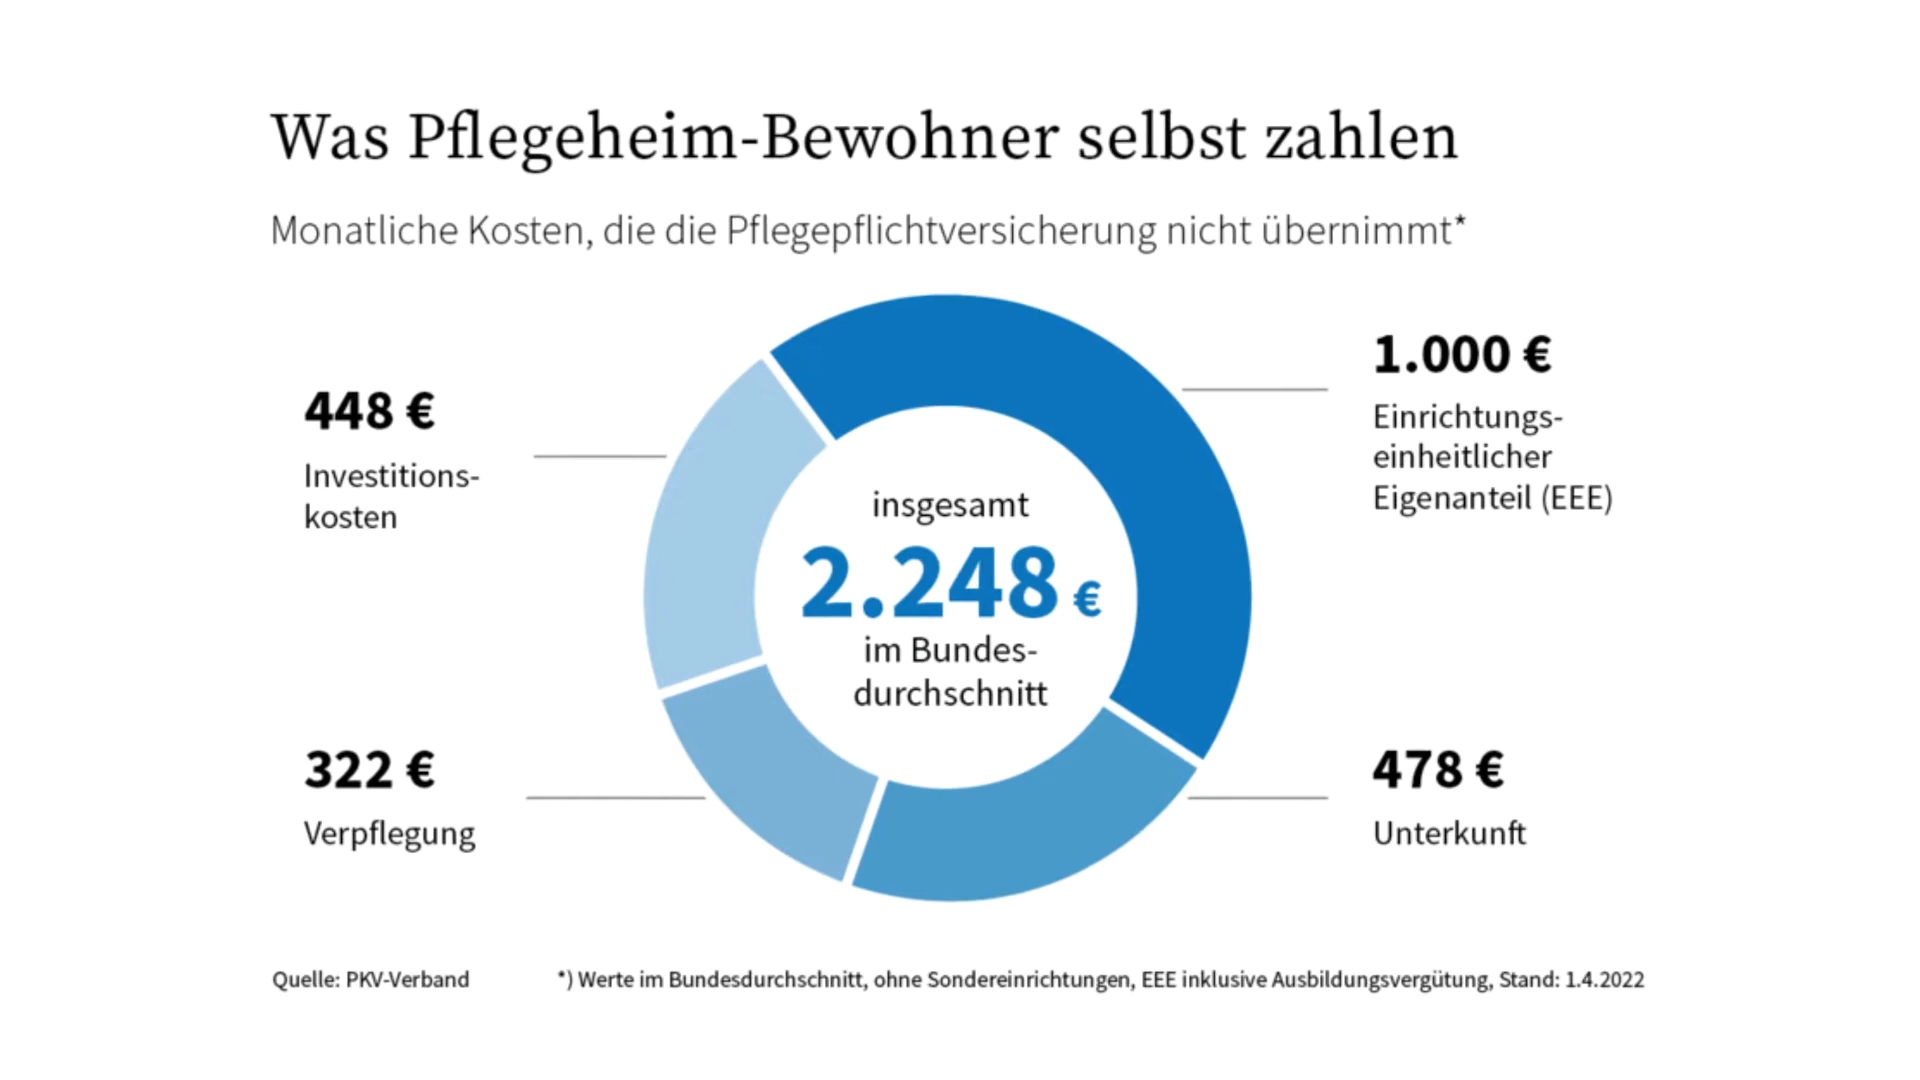 Was Pflegeheim-Bewohner selbst zahlen
Monatliche Kosten, die die Pflegepflichtversicherung nicht übernimmt*
448 €
Investitions-
kosten
1.000 €
Einrichtungs-
einheitlicher
Eigenanteil (EEE)
insgesamt
2.248 €
im Bundes-
durchschnitt
322 €
Verpflegung
478 €
Unterkunft
Quelle: PKV-Verband
*) Werte im Bundesdurchschnitt, ohne Sondereinrichtungen, EEE inklusive Ausbildungsvergütung, Stand: 1.4.2022